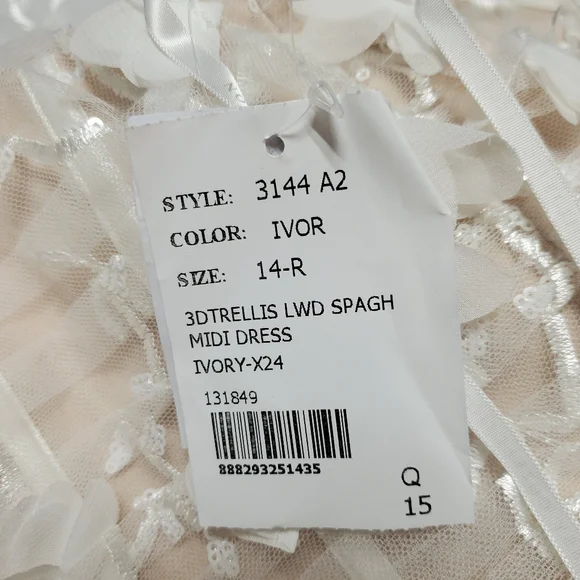 STYLE: 3144 A2
COLOR: IVOR
SIZE: 14-R
3DTRELLIS LWD SPAGH
MIDI DRESS
IVORY-X24
131849
888293251435
Q
15